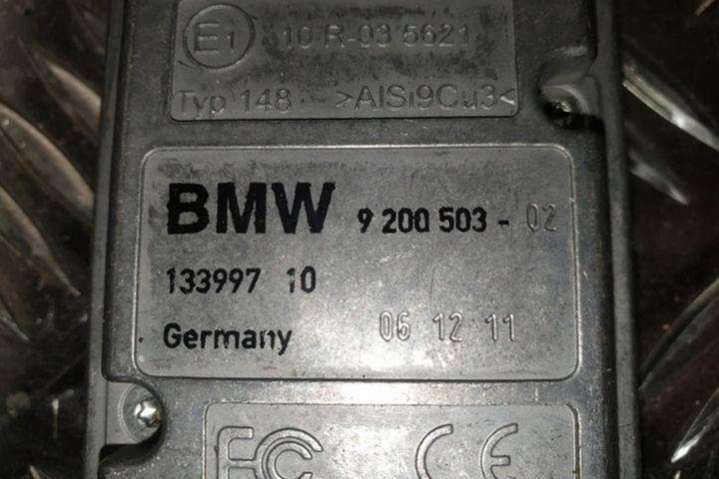 E1 10 R-03 5621
Typ 148 >AlSi9Cu3<
BMW 9 200 503 - 02
133997 10
Germany 06 12 11
FC CE